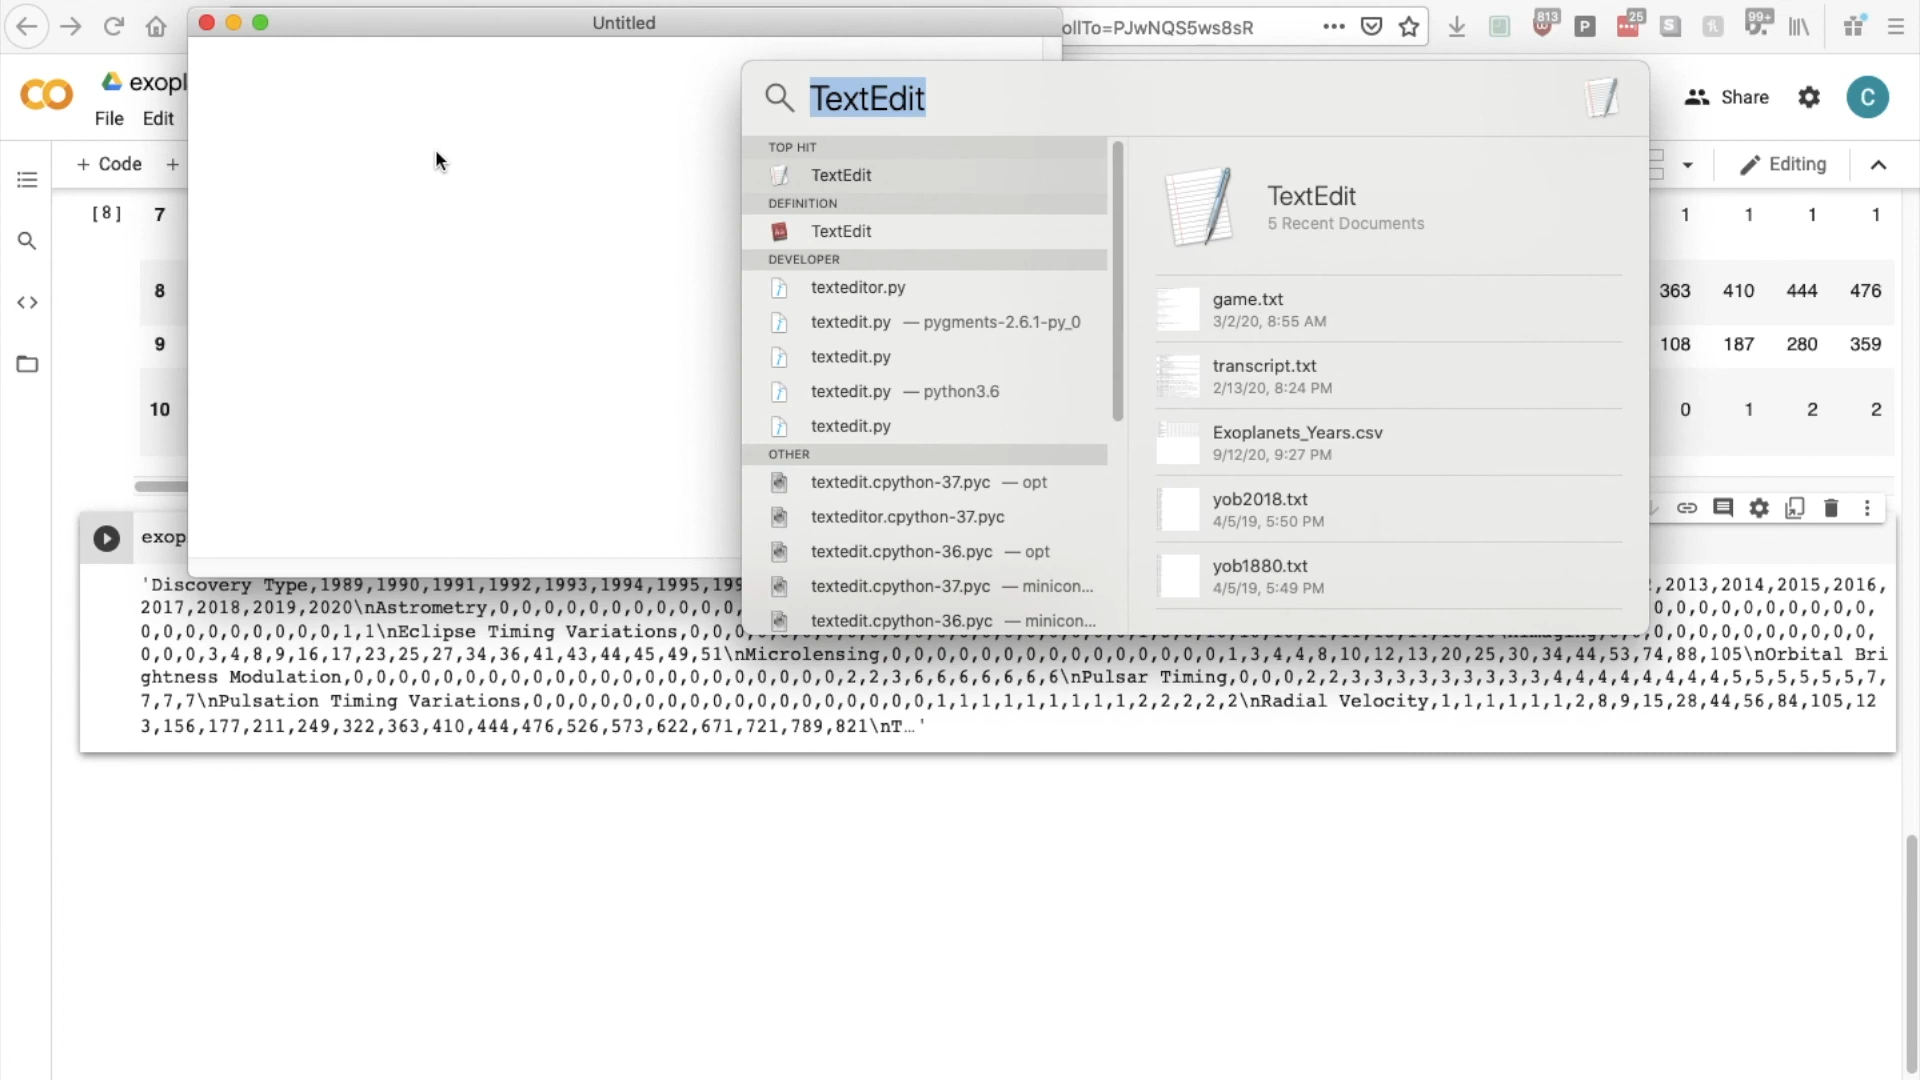 Untitled
ollTo=PJwNQS5ws8sR
813
25
99+
exopl
File Edit
Share
C
+ Code +
Editing
TextEdit
TOP HIT
TextEdit
DEFINITION
TextEdit
DEVELOPER
texteditor.py
textedit.py — pygments-2.6.1-py_0
textedit.py
textedit.py — python3.6
textedit.py
OTHER
textedit.cpython-37.pyc — opt
texteditor.cpython-37.pyc
textedit.cpython-36.pyc — opt
textedit.cpython-37.pyc — minicon...
textedit.cpython-36.pyc — minicon...
TextEdit
5 Recent Documents
game.txt
3/2/20, 8:55 AM
transcript.txt
2/13/20, 8:24 PM
Exoplanets_Years.csv
9/12/20, 9:27 PM
yob2018.txt
4/5/19, 5:50 PM
yob1880.txt
4/5/19, 5:49 PM
[8] 7 1 1 1 1
8 363 410 444 476
9 108 187 280 359
10 0 1 2 2
exop
'Discovery Type,1989,1990,1991,1992,1993,1994,1995,19 2,2013,2014,2015,2016,
2017,2018,2019,2020\nAstrometry,0,0,0,0,0,0,0,0,0,0, 0,0,0,0,0,0,0,0,0,0,
0,0,0,0,0,0,0,0,0,1,1\nEclipse Timing Variations,0,0,0
0,0,0,3,4,8,9,16,17,23,25,27,34,36,41,43,44,45,49,51\nMicrolensing,0,0,0,0,0,0,0,0,0,0,0,0,0,0,0,1,3,4,4,8,10,12,13,20,25,30,34,44,53,74,88,105\nOrbital Bri
ghtness Modulation,0,0,0,0,0,0,0,0,0,0,0,0,0,0,0,0,0,0,0,0,0,0,2,2,3,6,6,6,6,6,6,6\nPulsar Timing,0,0,0,2,2,3,3,3,3,3,3,3,3,3,4,4,4,4,4,4,4,4,5,5,5,5,5,5,7,
7,7,7\nPulsation Timing Variations,0,0,0,0,0,0,0,0,0,0,0,0,0,0,0,0,0,0,1,1,1,1,1,1,1,1,1,2,2,2,2,2\nRadial Velocity,1,1,1,1,1,1,2,8,9,15,28,44,56,84,105,12
3,156,177,211,249,322,363,410,444,476,526,573,622,671,721,789,821\nT…'